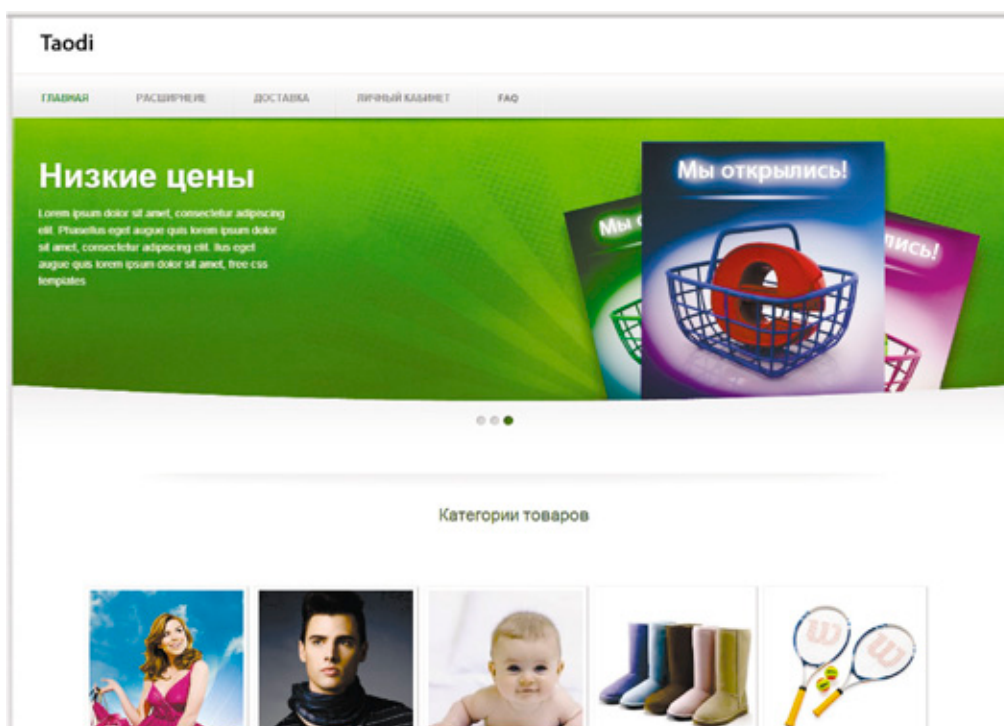 Taodi
ГЛАВНАЯ РАСШИРНЕИЕ ДОСТАВКА ЛИЧНЫЙ КАБИНЕТ FAQ
Низкие цены
Lorem ipsum dolor sit amet, consectetur adipiscing
elit. Phasellus eget augue quis lorem ipsum dolor
sit amet, consectetur adipiscing elit. llus eget
augue quis lorem ipsum dolor sit amet, free css
templates
Мы открылись!
Категории товаров